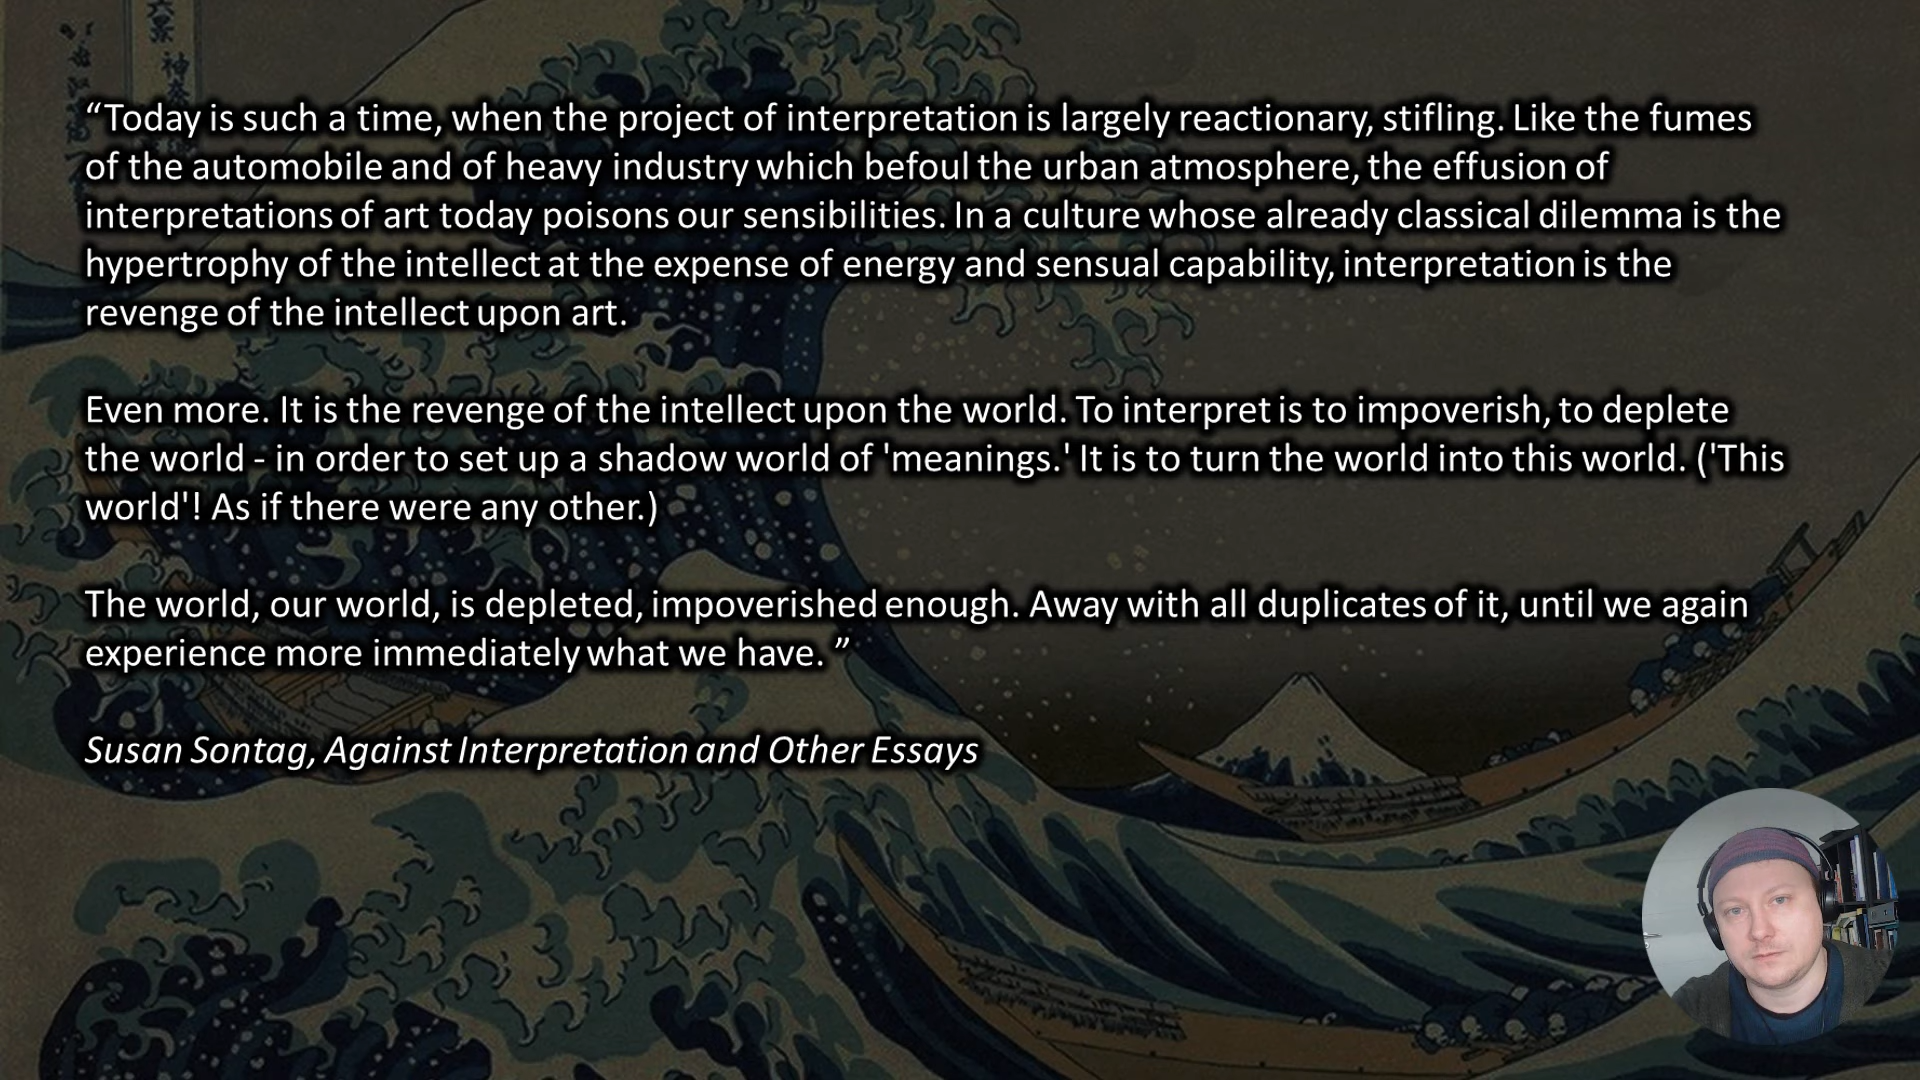 “Today is such a time, when the project of interpretation is largely reactionary, stifling. Like the fumes
of the automobile and of heavy industry which befoul the urban atmosphere, the effusion of
interpretations of art today poisons our sensibilities. In a culture whose already classical dilemma is the
hypertrophy of the intellect at the expense of energy and sensual capability, interpretation is the
revenge of the intellect upon art.
Even more. It is the revenge of the intellect upon the world. To interpret is to impoverish, to deplete
the world - in order to set up a shadow world of 'meanings.' It is to turn the world into this world. ('This
world'! As if there were any other.)
The world, our world, is depleted, impoverished enough. Away with all duplicates of it, until we again
experience more immediately what we have. ”
Susan Sontag, Against Interpretation and Other Essays